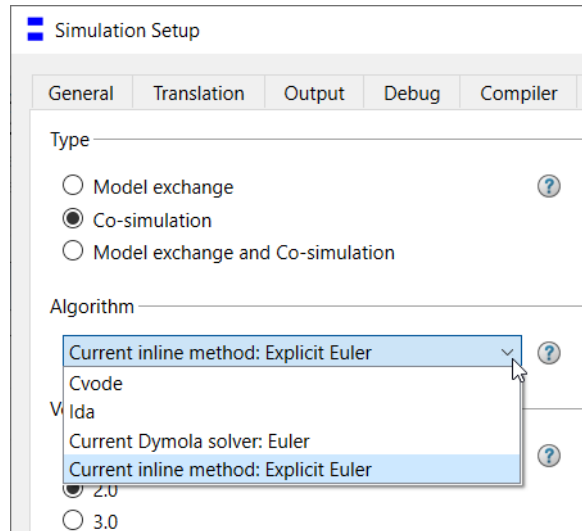 Simulation Setup
General Translation Output Debug Compiler
Type
Model exchange
?
Co-simulation
Model exchange and Co-simulation
Algorithm
Current inline method: Explicit Euler
?
Cvode
Ida
Current Dymola solver: Euler
?
Current inline method: Explicit Euler
2.0
3.0